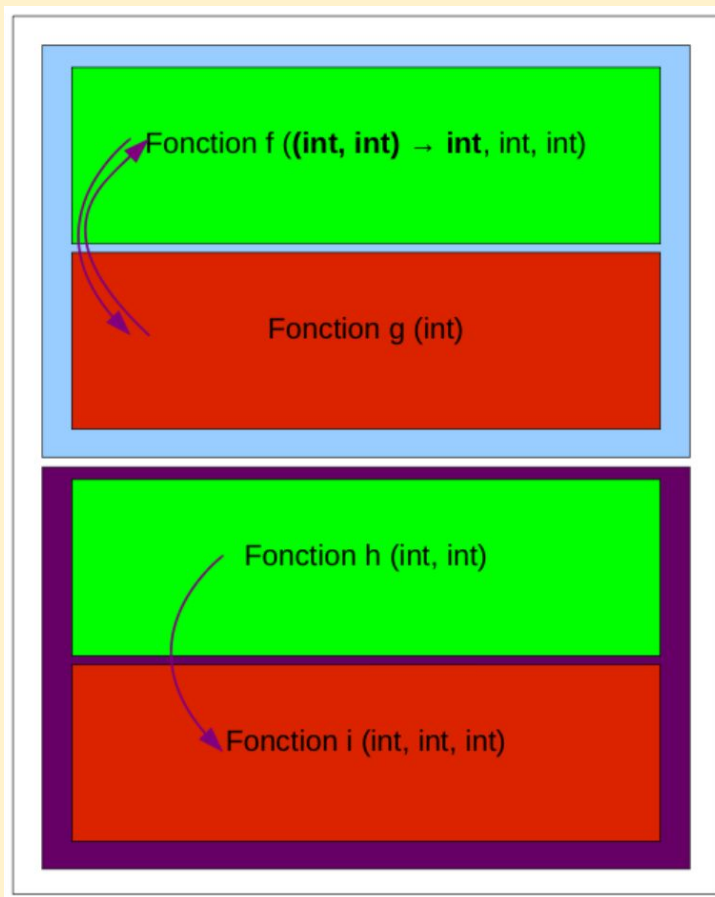 Fonction f ((int, int) → int, int, int)
Fonction g (int)
Fonction h (int, int)
Fonction i (int, int, int)